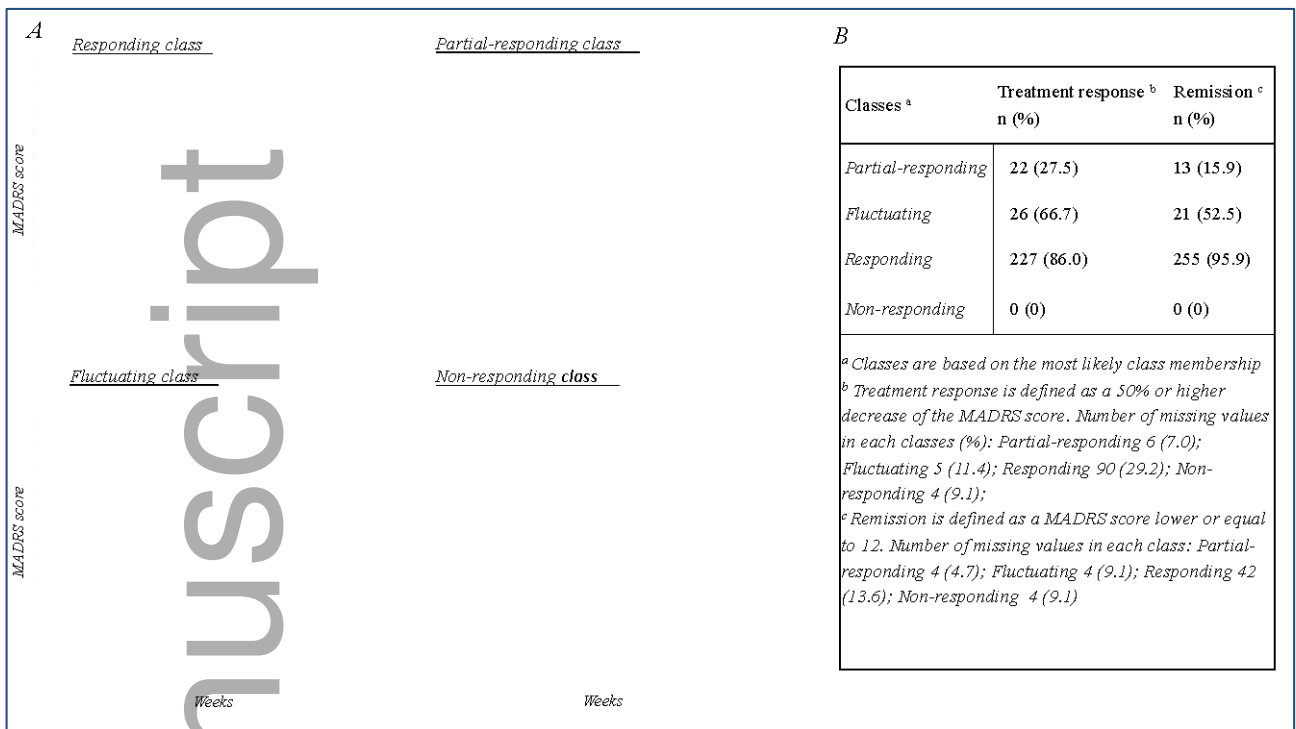 A
Responding class
Partial-responding class
MADRS score
Fluctuating class
Non-responding class
MADRS score
Weeks
Weeks
nuscript
B
Classes a Treatment response b n (%) Remission c n (%)
Partial-responding 22 (27.5) 13 (15.9)
Fluctuating 26 (66.7) 21 (52.5)
Responding 227 (86.0) 255 (95.9)
Non-responding 0 (0) 0 (0)
a Classes are based on the most likely class membership
b Treatment response is defined as a 50% or higher
decrease of the MADRS score. Number of missing values
in each classes (%): Partial-responding 6 (7.0);
Fluctuating 5 (11.4); Responding 90 (29.2); Non-
responding 4 (9.1);
c Remission is defined as a MADRS score lower or equal
to 12. Number of missing values in each class: Partial-
responding 4 (4.7); Fluctuating 4 (9.1); Responding 42
(13.6); Non-responding 4 (9.1)